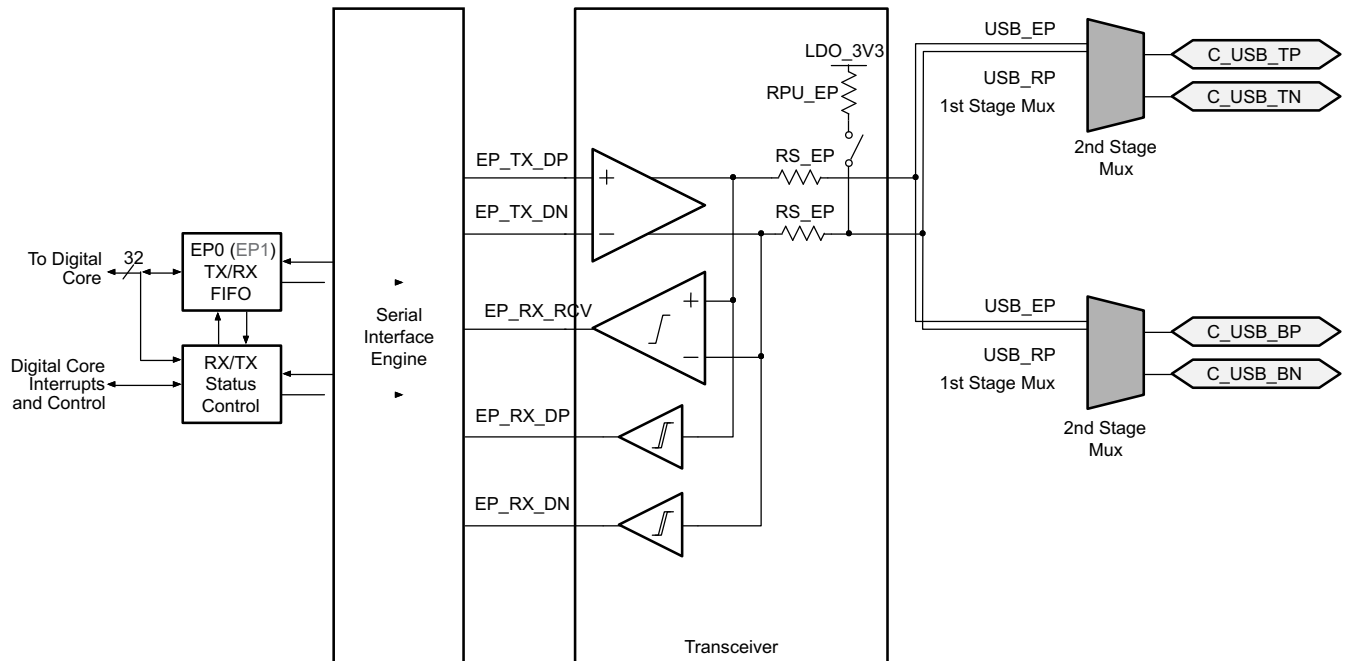 To Digital
Core
32
EP0 (EP1)
TX/RX
FIFO
Digital Core
Interrupts
and Control
RX/TX
Status
Control
Serial
Interface
Engine
EP_TX_DP
EP_TX_DN
EP_RX_RCV
EP_RX_DP
EP_RX_DN
+
−
+
−
LDO_3V3
RPU_EP
RS_EP
RS_EP
Transceiver
USB_EP
USB_RP
1st Stage Mux
2nd Stage
Mux
C_USB_TP
C_USB_TN
USB_EP
USB_RP
1st Stage Mux
2nd Stage
Mux
C_USB_BP
C_USB_BN